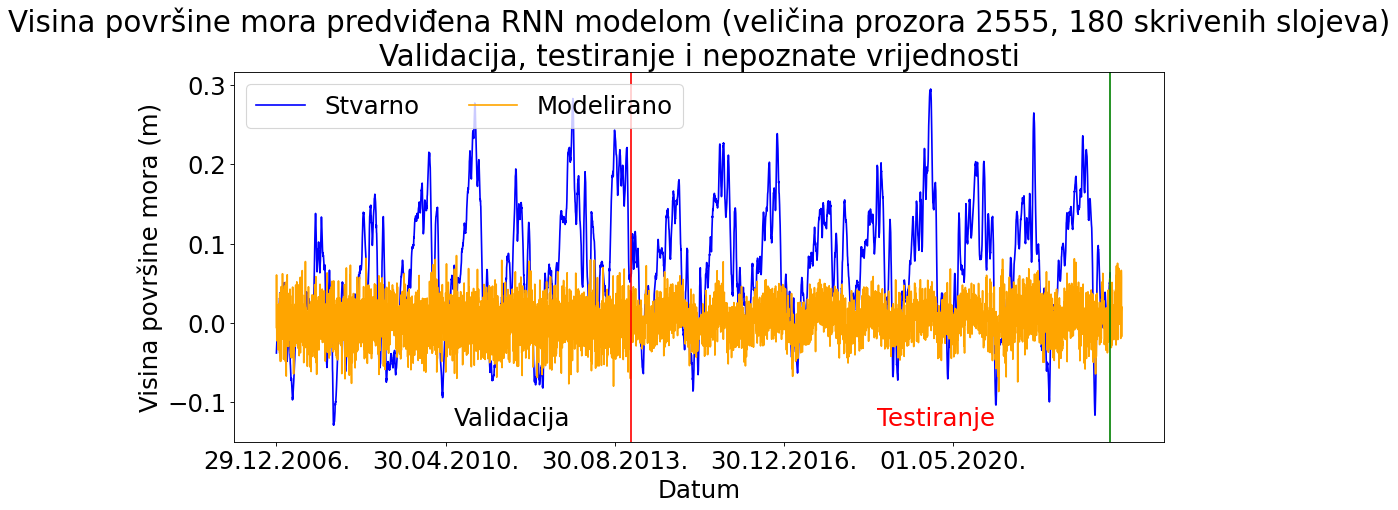 Visina površine mora predviđena RNN modelom (veličina prozora 2555, 180 skrivenih slojeva)
Validacija, testiranje i nepoznate vrijednosti
Stvarno
Modelirano
Visina površine mora (m)
0.3
0.2
0.1
0.0
−0.1
Validacija
Testiranje
29.12.2006.
30.04.2010.
30.08.2013.
30.12.2016.
01.05.2020.
Datum